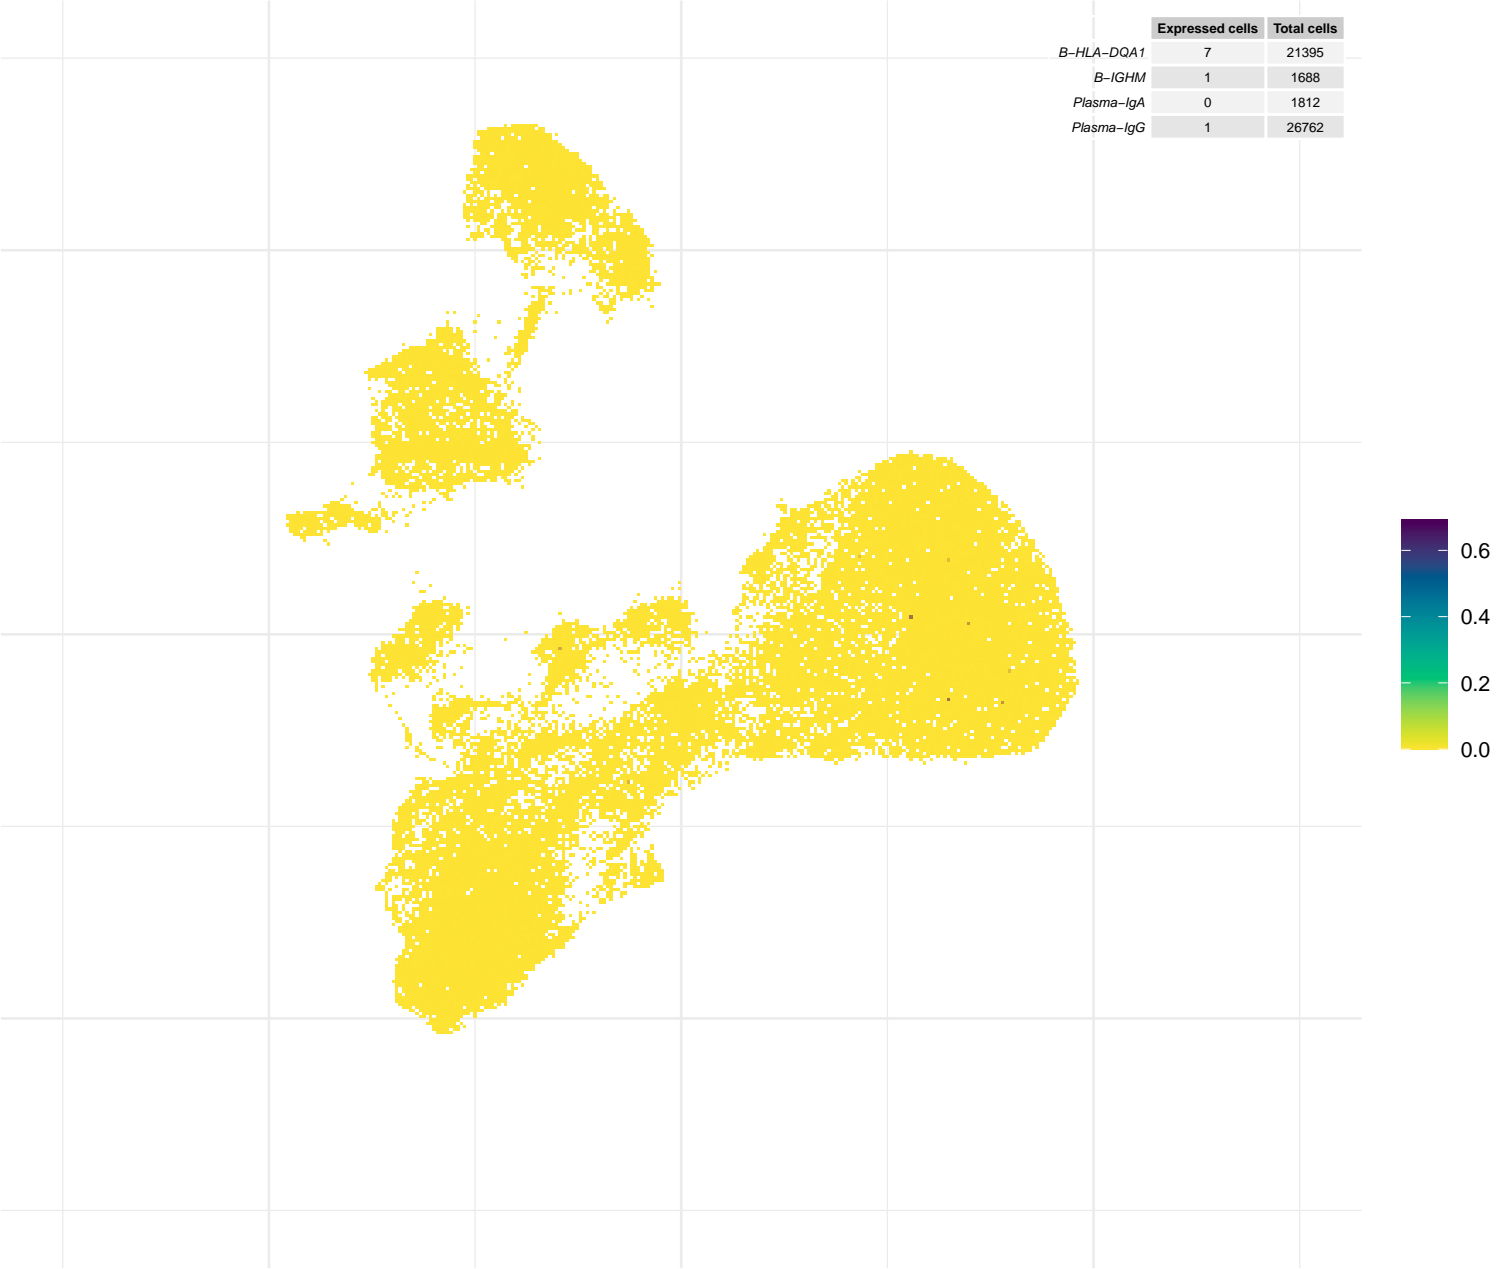 Expressed cells Total cells
B−HLA−DQA1 7 21395
B−IGHM 1 1688
Plasma−IgA 0 1812
Plasma−IgG 1 26762
0.6
0.4
0.2
0.0